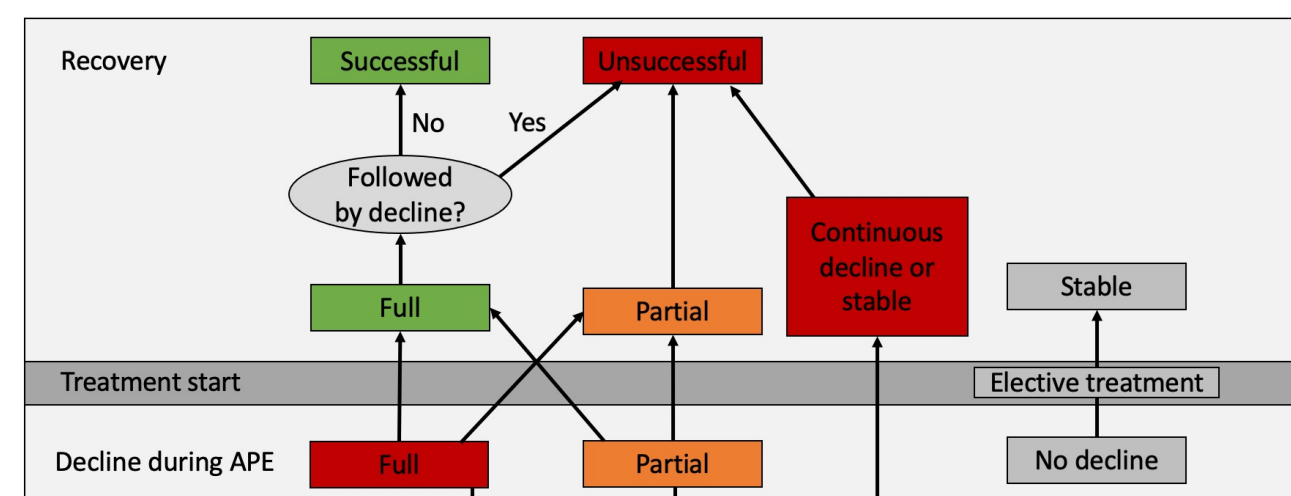 Recovery
Successful
Unsuccessful
No
Yes
Followed
by decline?
Continuous
decline or
stable
Stable
Full
Partial
Treatment start
Elective treatment
Decline during APE
Full
Partial
No decline